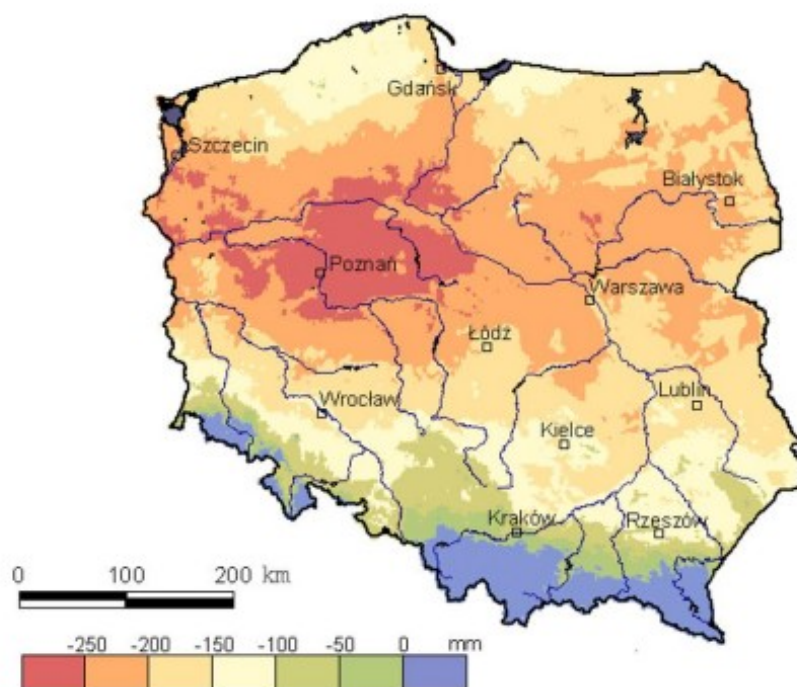 Gdańsk
Szczecin
Białystok
Poznań
Warszawa
Łódź
Lublin
Wrocław
Kielce
Kraków
Rzeszów
0 100 200 km
-250 -200 -150 -100 -50 0 mm